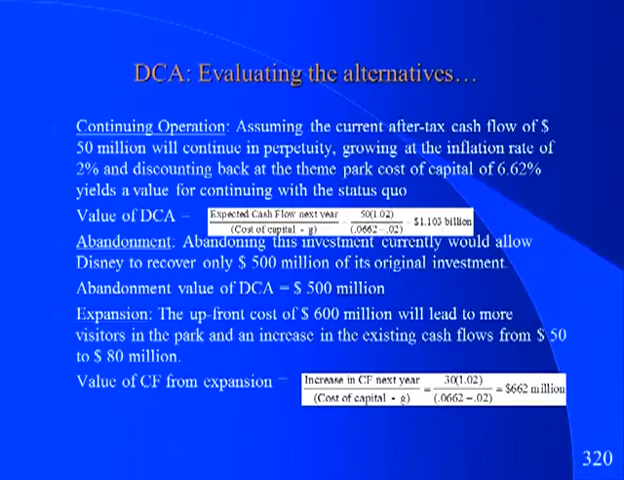 DCA: Evaluating the alternatives…
Continuing Operation: Assuming the current after-tax cash flow of $
50 million will continue in perpetuity, growing at the inflation rate of
2% and discounting back at the theme park cost of capital of 6.62%
yields a value for continuing with the status quo
Value of DCA = Expected Cash Flow next year / (Cost of capital - g) = 50(1.02) / (.0662-.02) = $1.103 billion
Abandonment: Abandoning this investment currently would allow
Disney to recover only $ 500 million of its original investment.
Abandonment value of DCA = $ 500 million
Expansion: The up-front cost of $ 600 million will lead to more
visitors in the park and an increase in the existing cash flows from $ 50
to $ 80 million.
Value of CF from expansion = Increase in CF next year / (Cost of capital - g) = 30(1.02) / (.0662-.02) = $662 million
320